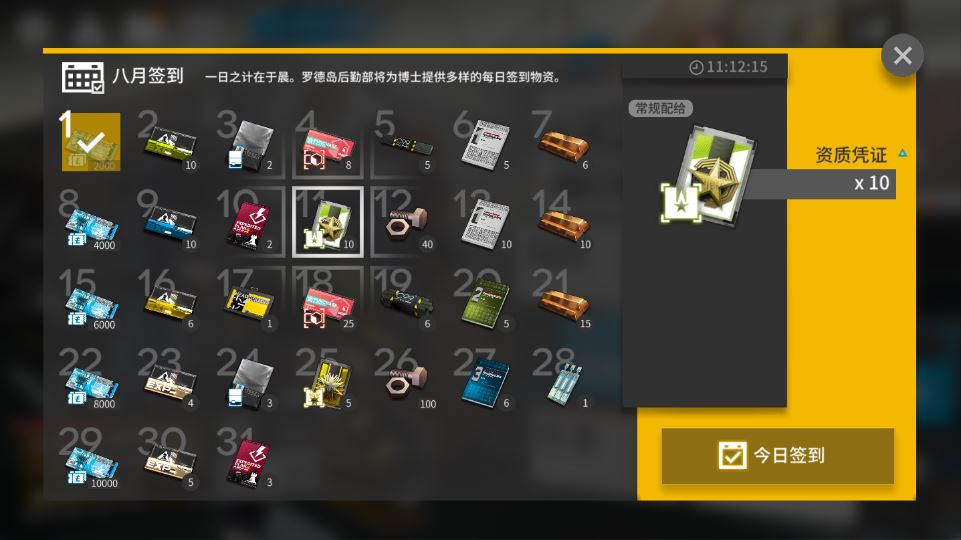 八月签到 一日之计在于晨。罗德岛后勤部将为博士提供多样的每日签到物资。
11:12:15
常规配给
资质凭证
x 10
今日签到
1 2 3 4 5 6 7
2000 10 2 8 5 5 6
8 9 10 11 12 13 14
4000 10 2 10 40 10 10
15 16 17 18 19 20 21
6000 6 1 25 6 5 15
22 23 24 25 26 27 28
8000 4 3 5 100 6 1
29 30 31
10000 5 3